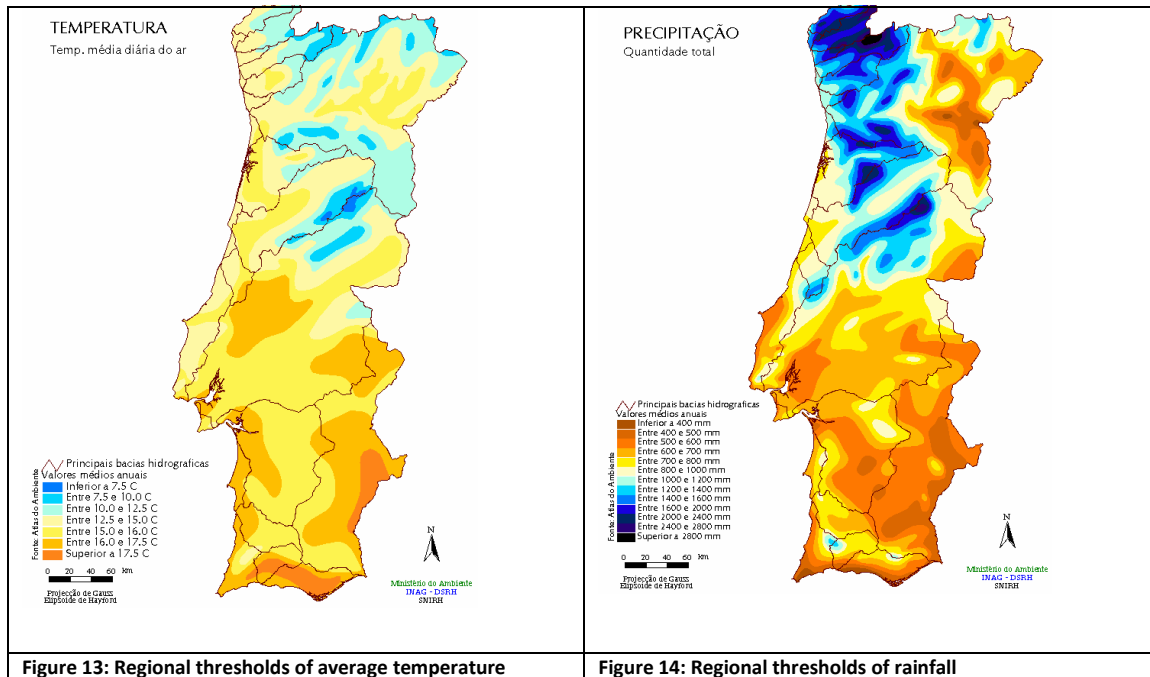 TEMPERATURA
Temp. média diária do ar
Principais bacias hidrograficas
Valores médios anuais
Inferior a 7.5 C
Entre 7.5 e 10.0 C
Entre 10.0 e 12.5 C
Entre 12.5 e 15.0 C
Entre 15.0 e 16.0 C
Entre 16.0 e 17.5 C
Superior a 17.5 C
Fonte: Atlas do Ambiente
0 20 40 60 km
Projecção de Gauss
Elipsoide de Hayford
N
Ministério do Ambiente
INAG - DSRH
SNIRH
Figure 13: Regional thresholds of average temperature
PRECIPITAÇÃO
Quantidade total
Principais bacias hidrograficas
Valores médios anuais
Inferior a 400 mm
Entre 400 e 500 mm
Entre 500 e 600 mm
Entre 600 e 700 mm
Entre 700 e 800 mm
Entre 800 e 1000 mm
Entre 1000 e 1200 mm
Entre 1200 e 1400 mm
Entre 1400 e 1600 mm
Entre 1600 e 2000 mm
Entre 2000 e 2400 mm
Entre 2400 e 2800 mm
Superior a 2800 mm
Fonte: Atlas do Ambiente
0 20 40 60 km
Projecção de Gauss
Elipsoide de Hayford
N
Ministério do Ambiente
INAG - DSRH
SNIRH
Figure 14: Regional thresholds of rainfall